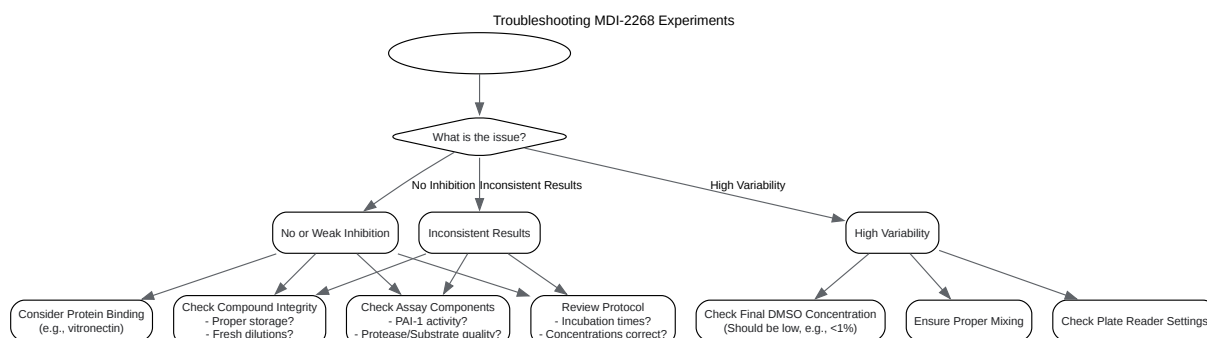 Troubleshooting MDI-2268 Experiments
What is the issue?
No Inhibition
Inconsistent Results
High Variability
No or Weak Inhibition
Inconsistent Results
High Variability
Consider Protein Binding
(e.g., vitronectin)
Check Compound Integrity
- Proper storage?
- Fresh dilutions?
Check Assay Components
- PAI-1 activity?
- Protease/Substrate quality?
Review Protocol
- Incubation times?
- Concentrations correct?
Check Final DMSO Concentration
(Should be low, e.g., <1%)
Ensure Proper Mixing
Check Plate Reader Settings